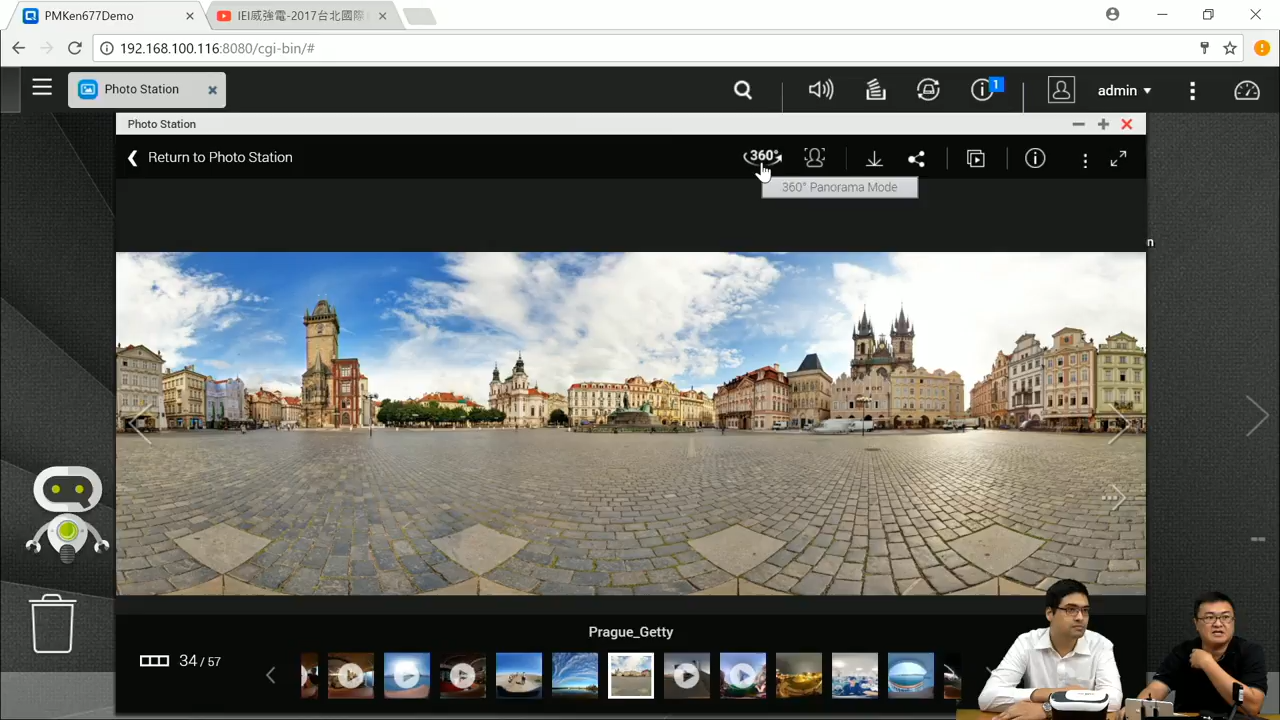 PMKen677Demo
IEI威強電-2017台北國際
192.168.100.116:8080/cgi-bin/#
Photo Station
1
admin
Photo Station
Return to Photo Station
360°
360° Panorama Mode
n
Prague_Getty
34 / 57